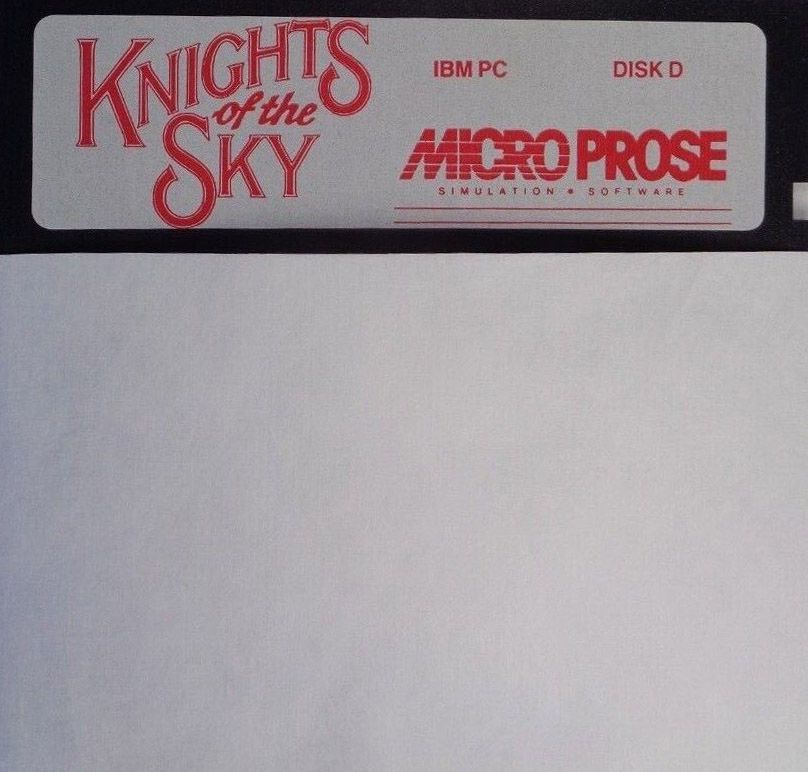 KNIGHTS
of the
SKY
IBM PC DISK D
MICRO PROSE
SIMULATION • SOFTWARE